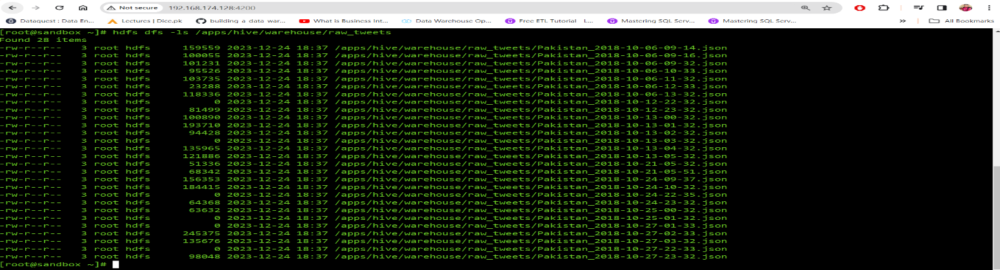 Not secure 192.168.174.128:4200
Dataquest : Data En... Lectures | Dice.pk building-a-data-war... What is Business Int... Data Warehouse Op... Free ETL Tutorial - L... Mastering SQL Serv... Mastering SQL Serv... » All Bookmarks
[root@sandbox ~]# hdfs dfs -ls /apps/hive/warehouse/raw_tweets
Found 28 items
-rw-r--r-- 3 root hdfs 159559 2023-12-24 18:37 /apps/hive/warehouse/raw_tweets/Pakistan_2018-10-06-09-14.json
-rw-r--r-- 3 root hdfs 100055 2023-12-24 18:37 /apps/hive/warehouse/raw_tweets/Pakistan_2018-10-06-09-16.json
-rw-r--r-- 3 root hdfs 101231 2023-12-24 18:37 /apps/hive/warehouse/raw_tweets/Pakistan_2018-10-06-09-32.json
-rw-r--r-- 3 root hdfs 95526 2023-12-24 18:37 /apps/hive/warehouse/raw_tweets/Pakistan_2018-10-06-10-33.json
-rw-r--r-- 3 root hdfs 103735 2023-12-24 18:37 /apps/hive/warehouse/raw_tweets/Pakistan_2018-10-06-11-32.json
-rw-r--r-- 3 root hdfs 23288 2023-12-24 18:37 /apps/hive/warehouse/raw_tweets/Pakistan_2018-10-06-12-33.json
-rw-r--r-- 3 root hdfs 118336 2023-12-24 18:37 /apps/hive/warehouse/raw_tweets/Pakistan_2018-10-06-13-32.json
-rw-r--r-- 3 root hdfs 0 2023-12-24 18:37 /apps/hive/warehouse/raw_tweets/Pakistan_2018-10-12-22-32.json
-rw-r--r-- 3 root hdfs 81499 2023-12-24 18:37 /apps/hive/warehouse/raw_tweets/Pakistan_2018-10-12-23-32.json
-rw-r--r-- 3 root hdfs 100890 2023-12-24 18:37 /apps/hive/warehouse/raw_tweets/Pakistan_2018-10-13-00-32.json
-rw-r--r-- 3 root hdfs 193710 2023-12-24 18:37 /apps/hive/warehouse/raw_tweets/Pakistan_2018-10-13-01-32.json
-rw-r--r-- 3 root hdfs 94428 2023-12-24 18:37 /apps/hive/warehouse/raw_tweets/Pakistan_2018-10-13-02-32.json
-rw-r--r-- 3 root hdfs 0 2023-12-24 18:37 /apps/hive/warehouse/raw_tweets/Pakistan_2018-10-13-03-32.json
-rw-r--r-- 3 root hdfs 135965 2023-12-24 18:37 /apps/hive/warehouse/raw_tweets/Pakistan_2018-10-13-04-32.json
-rw-r--r-- 3 root hdfs 121886 2023-12-24 18:37 /apps/hive/warehouse/raw_tweets/Pakistan_2018-10-13-05-32.json
-rw-r--r-- 3 root hdfs 51336 2023-12-24 18:37 /apps/hive/warehouse/raw_tweets/Pakistan_2018-10-21-05-32.json
-rw-r--r-- 3 root hdfs 68342 2023-12-24 18:37 /apps/hive/warehouse/raw_tweets/Pakistan_2018-10-21-05-51.json
-rw-r--r-- 3 root hdfs 156353 2023-12-24 18:37 /apps/hive/warehouse/raw_tweets/Pakistan_2018-10-24-09-37.json
-rw-r--r-- 3 root hdfs 184415 2023-12-24 18:37 /apps/hive/warehouse/raw_tweets/Pakistan_2018-10-24-10-32.json
-rw-r--r-- 3 root hdfs 0 2023-12-24 18:37 /apps/hive/warehouse/raw_tweets/Pakistan_2018-10-24-22-35.json
-rw-r--r-- 3 root hdfs 64368 2023-12-24 18:37 /apps/hive/warehouse/raw_tweets/Pakistan_2018-10-24-23-32.json
-rw-r--r-- 3 root hdfs 63632 2023-12-24 18:37 /apps/hive/warehouse/raw_tweets/Pakistan_2018-10-25-00-32.json
-rw-r--r-- 3 root hdfs 0 2023-12-24 18:37 /apps/hive/warehouse/raw_tweets/Pakistan_2018-10-25-01-32.json
-rw-r--r-- 3 root hdfs 0 2023-12-24 18:37 /apps/hive/warehouse/raw_tweets/Pakistan_2018-10-27-01-33.json
-rw-r--r-- 3 root hdfs 245375 2023-12-24 18:37 /apps/hive/warehouse/raw_tweets/Pakistan_2018-10-27-02-33.json
-rw-r--r-- 3 root hdfs 135676 2023-12-24 18:37 /apps/hive/warehouse/raw_tweets/Pakistan_2018-10-27-03-32.json
-rw-r--r-- 3 root hdfs 0 2023-12-24 18:37 /apps/hive/warehouse/raw_tweets/Pakistan_2018-10-27-22-33.json
-rw-r--r-- 3 root hdfs 98048 2023-12-24 18:37 /apps/hive/warehouse/raw_tweets/Pakistan_2018-10-27-23-32.json
[root@sandbox ~]#